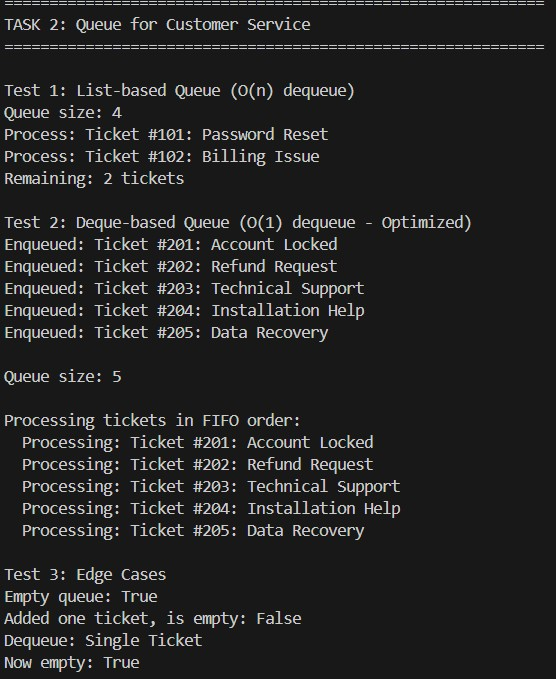 ============================================================
TASK 2: Queue for Customer Service
============================================================
Test 1: List-based Queue (O(n) dequeue)
Queue size: 4
Process: Ticket #101: Password Reset
Process: Ticket #102: Billing Issue
Remaining: 2 tickets
Test 2: Deque-based Queue (O(1) dequeue - Optimized)
Enqueued: Ticket #201: Account Locked
Enqueued: Ticket #202: Refund Request
Enqueued: Ticket #203: Technical Support
Enqueued: Ticket #204: Installation Help
Enqueued: Ticket #205: Data Recovery
Queue size: 5
Processing tickets in FIFO order:
  Processing: Ticket #201: Account Locked
  Processing: Ticket #202: Refund Request
  Processing: Ticket #203: Technical Support
  Processing: Ticket #204: Installation Help
  Processing: Ticket #205: Data Recovery
Test 3: Edge Cases
Empty queue: True
Added one ticket, is empty: False
Dequeue: Single Ticket
Now empty: True